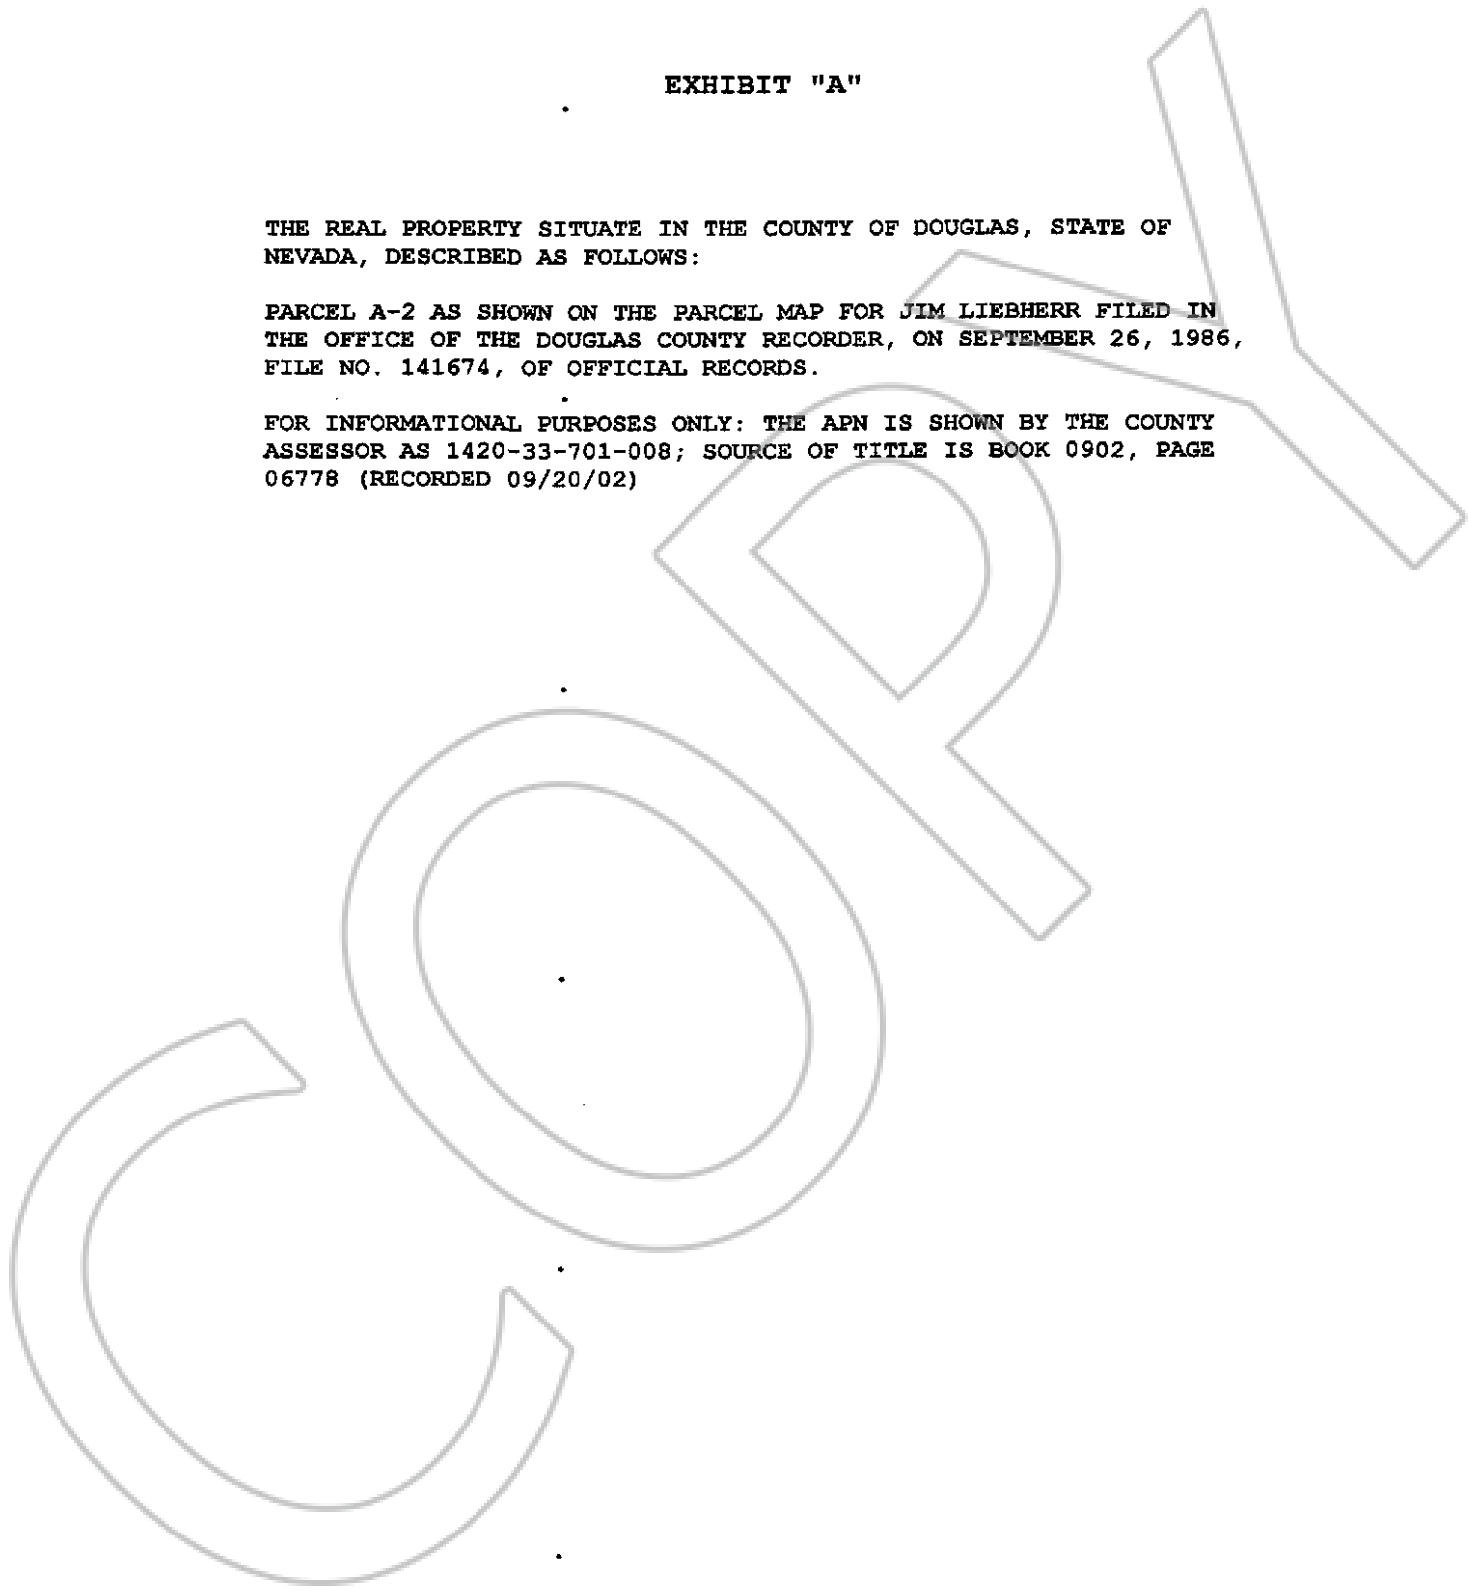 EXHIBIT "A"
THE REAL PROPERTY SITUATE IN THE COUNTY OF DOUGLAS, STATE OF
NEVADA, DESCRIBED AS FOLLOWS:
PARCEL A-2 AS SHOWN ON THE PARCEL MAP FOR JIM LIEBHERR FILED IN
THE OFFICE OF THE DOUGLAS COUNTY RECORDER, ON SEPTEMBER 26, 1986,
FILE NO. 141674, OF OFFICIAL RECORDS.
FOR INFORMATIONAL PURPOSES ONLY: THE APN IS SHOWN BY THE COUNTY
ASSESSOR AS 1420-33-701-008; SOURCE OF TITLE IS BOOK 0902, PAGE
06778 (RECORDED 09/20/02)
COPY